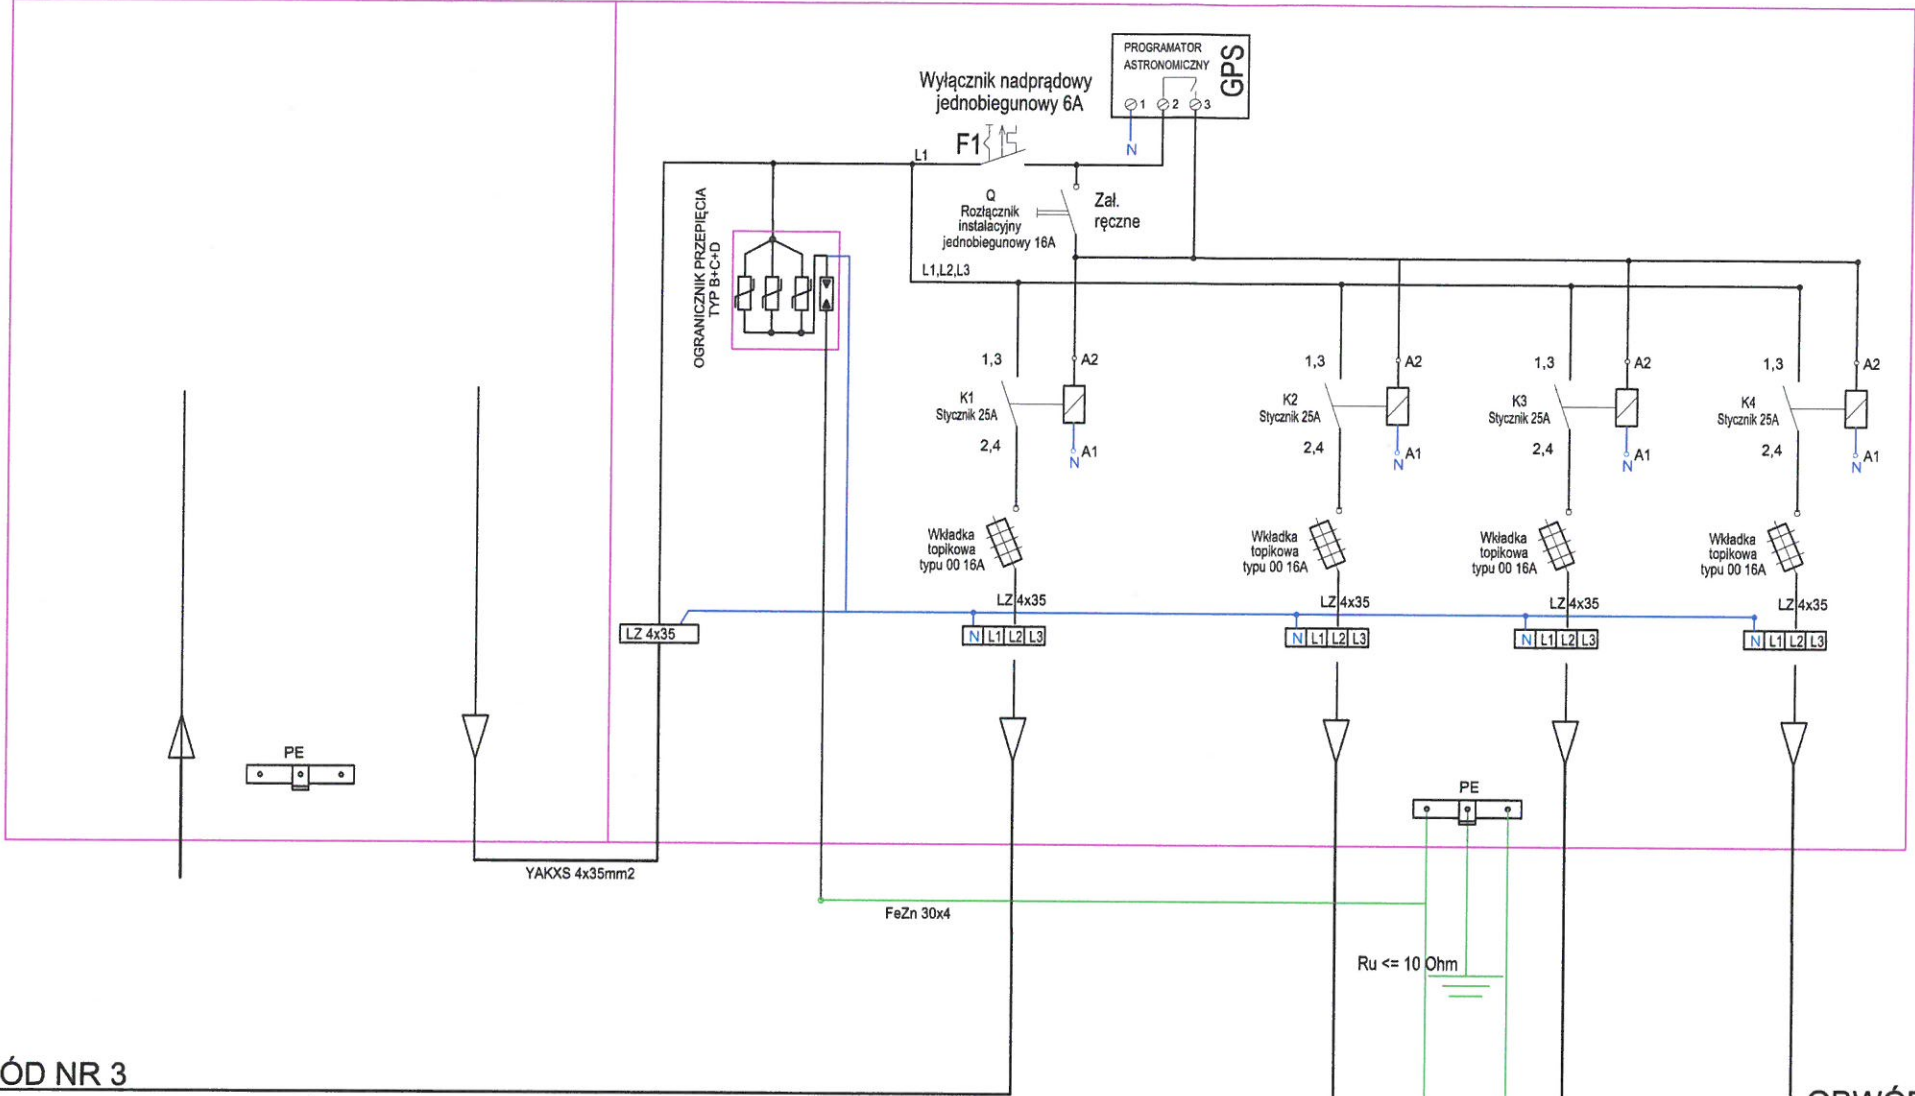 PROGRAMATOR
ASTRONOMICZNY
GPS
1 2 3
N
Wyłącznik nadprądowy
jednobiegunowy 6A
F1
L1
Q
Rozłącznik
instalacyjny
jednobiegunowy 16A
Zał.
ręczne
L1,L2,L3
OGRANICZNIK PRZEPIĘCIA
TYP B+C+D
1,3
A2
K1
Stycznik 25A
2,4
A1
N
1,3
A2
K2
Stycznik 25A
2,4
A1
N
1,3
A2
K3
Stycznik 25A
2,4
A1
N
1,3
A2
K4
Stycznik 25A
2,4
A1
N
Wkładka
topikowa
typu 00 16A
Wkładka
topikowa
typu 00 16A
Wkładka
topikowa
typu 00 16A
Wkładka
topikowa
typu 00 16A
LZ 4x35
LZ 4x35
LZ 4x35
LZ 4x35
LZ 4x35
N L1 L2 L3
N L1 L2 L3
N L1 L2 L3
N L1 L2 L3
PE
PE
YAKXS 4x35mm2
FeZn 30x4
Ru <= 10 Ohm
ÓD NR 3